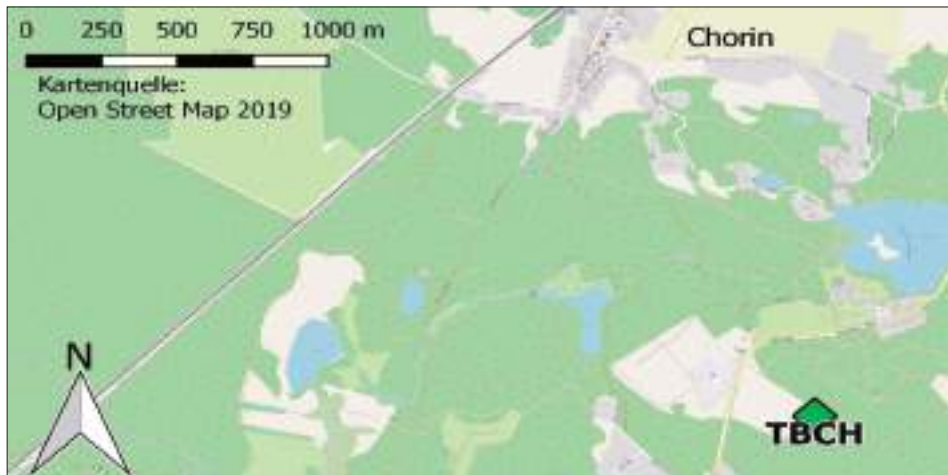 0 250 500 750 1000 m
Kartenquelle:
Open Street Map 2019
Chorin
N
TBCH